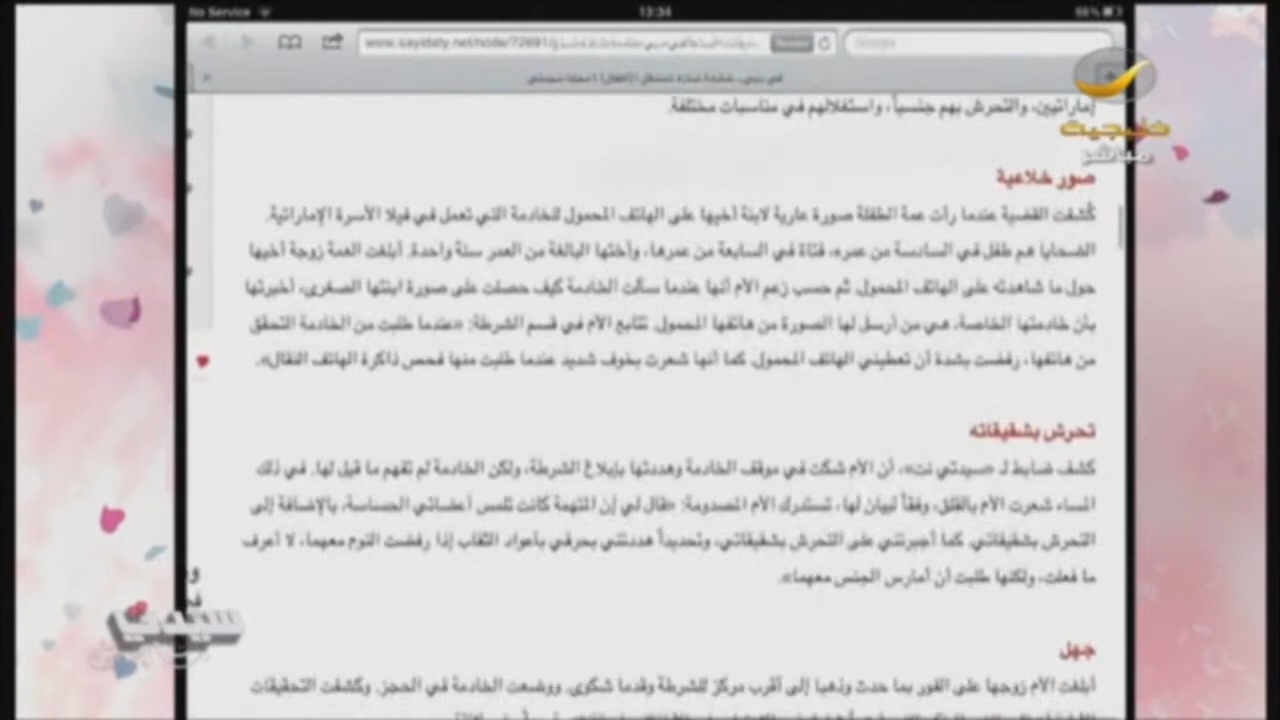 No Service
13:34
إماراتيين، والتحرش بهم جنسياً، واستغلالهم في مناسبات مختلفة.
خليجية
مباشر
صور خلاعية
كُشفت القضية عندما رأت عمة الطفلة صورة عارية لابنة أخيها على الهاتف المحمول للخادمة التي تعمل في فيلا الأسرة الإماراتية.
الضحايا هم طفل في السادسة من عمره، فتاة في السابعة من عمرها، وأختها البالغة من العمر سنة واحدة. أبلغت العمة زوجة أخيها
حول ما شاهدته على الهاتف المحمول. ثم حسب زعم الأم أنها عندما سألت الخادمة كيف حصلت على صورة ابنتها الصغرى، أخبرتها
بأن خادمتها الخاصة، هي من أرسل لها الصورة من هاتفها المحمول. تتابع الأم في قسم الشرطة: «عندما طلبت من الخادمة التحقق
من هاتفها، رفضت بشدة أن تعطيني الهاتف المحمول. كما أنها شعرت بخوف شديد عندما طلبت منها فحص ذاكرة الهاتف النقال».
تحرش بشقيقاته
كشف ضابط لـ «سيدتي نت»، أن الأم شكت في موقف الخادمة وهددتها بإبلاغ الشرطة، ولكن الخادمة لم تفهم ما قيل لها. في ذلك
المساء شعرت الأم بالقلق، وفقاً لبيان لها، تستدرك الأم المصدومة: «قال لي إن المتهمة كانت تلمس أعضائي الحساسة، بالإضافة إلى
التحرش بشقيقاتي. كما أجبرتني على التحرش بشقيقاتي، وتحديداً هددتني بحرقي بأعواد الثقاب إذا رفضت النوم معهما، لا أعرف
ما فعلت، ولكنها طلبت أن أمارس الجنس معهما».
جهل
أبلغت الأم زوجها على الفور بما حدث وذهبا إلى أقرب مركز للشرطة وقدما شكوى. ووضعت الخادمة في الحجز. وكشفت التحقيقات